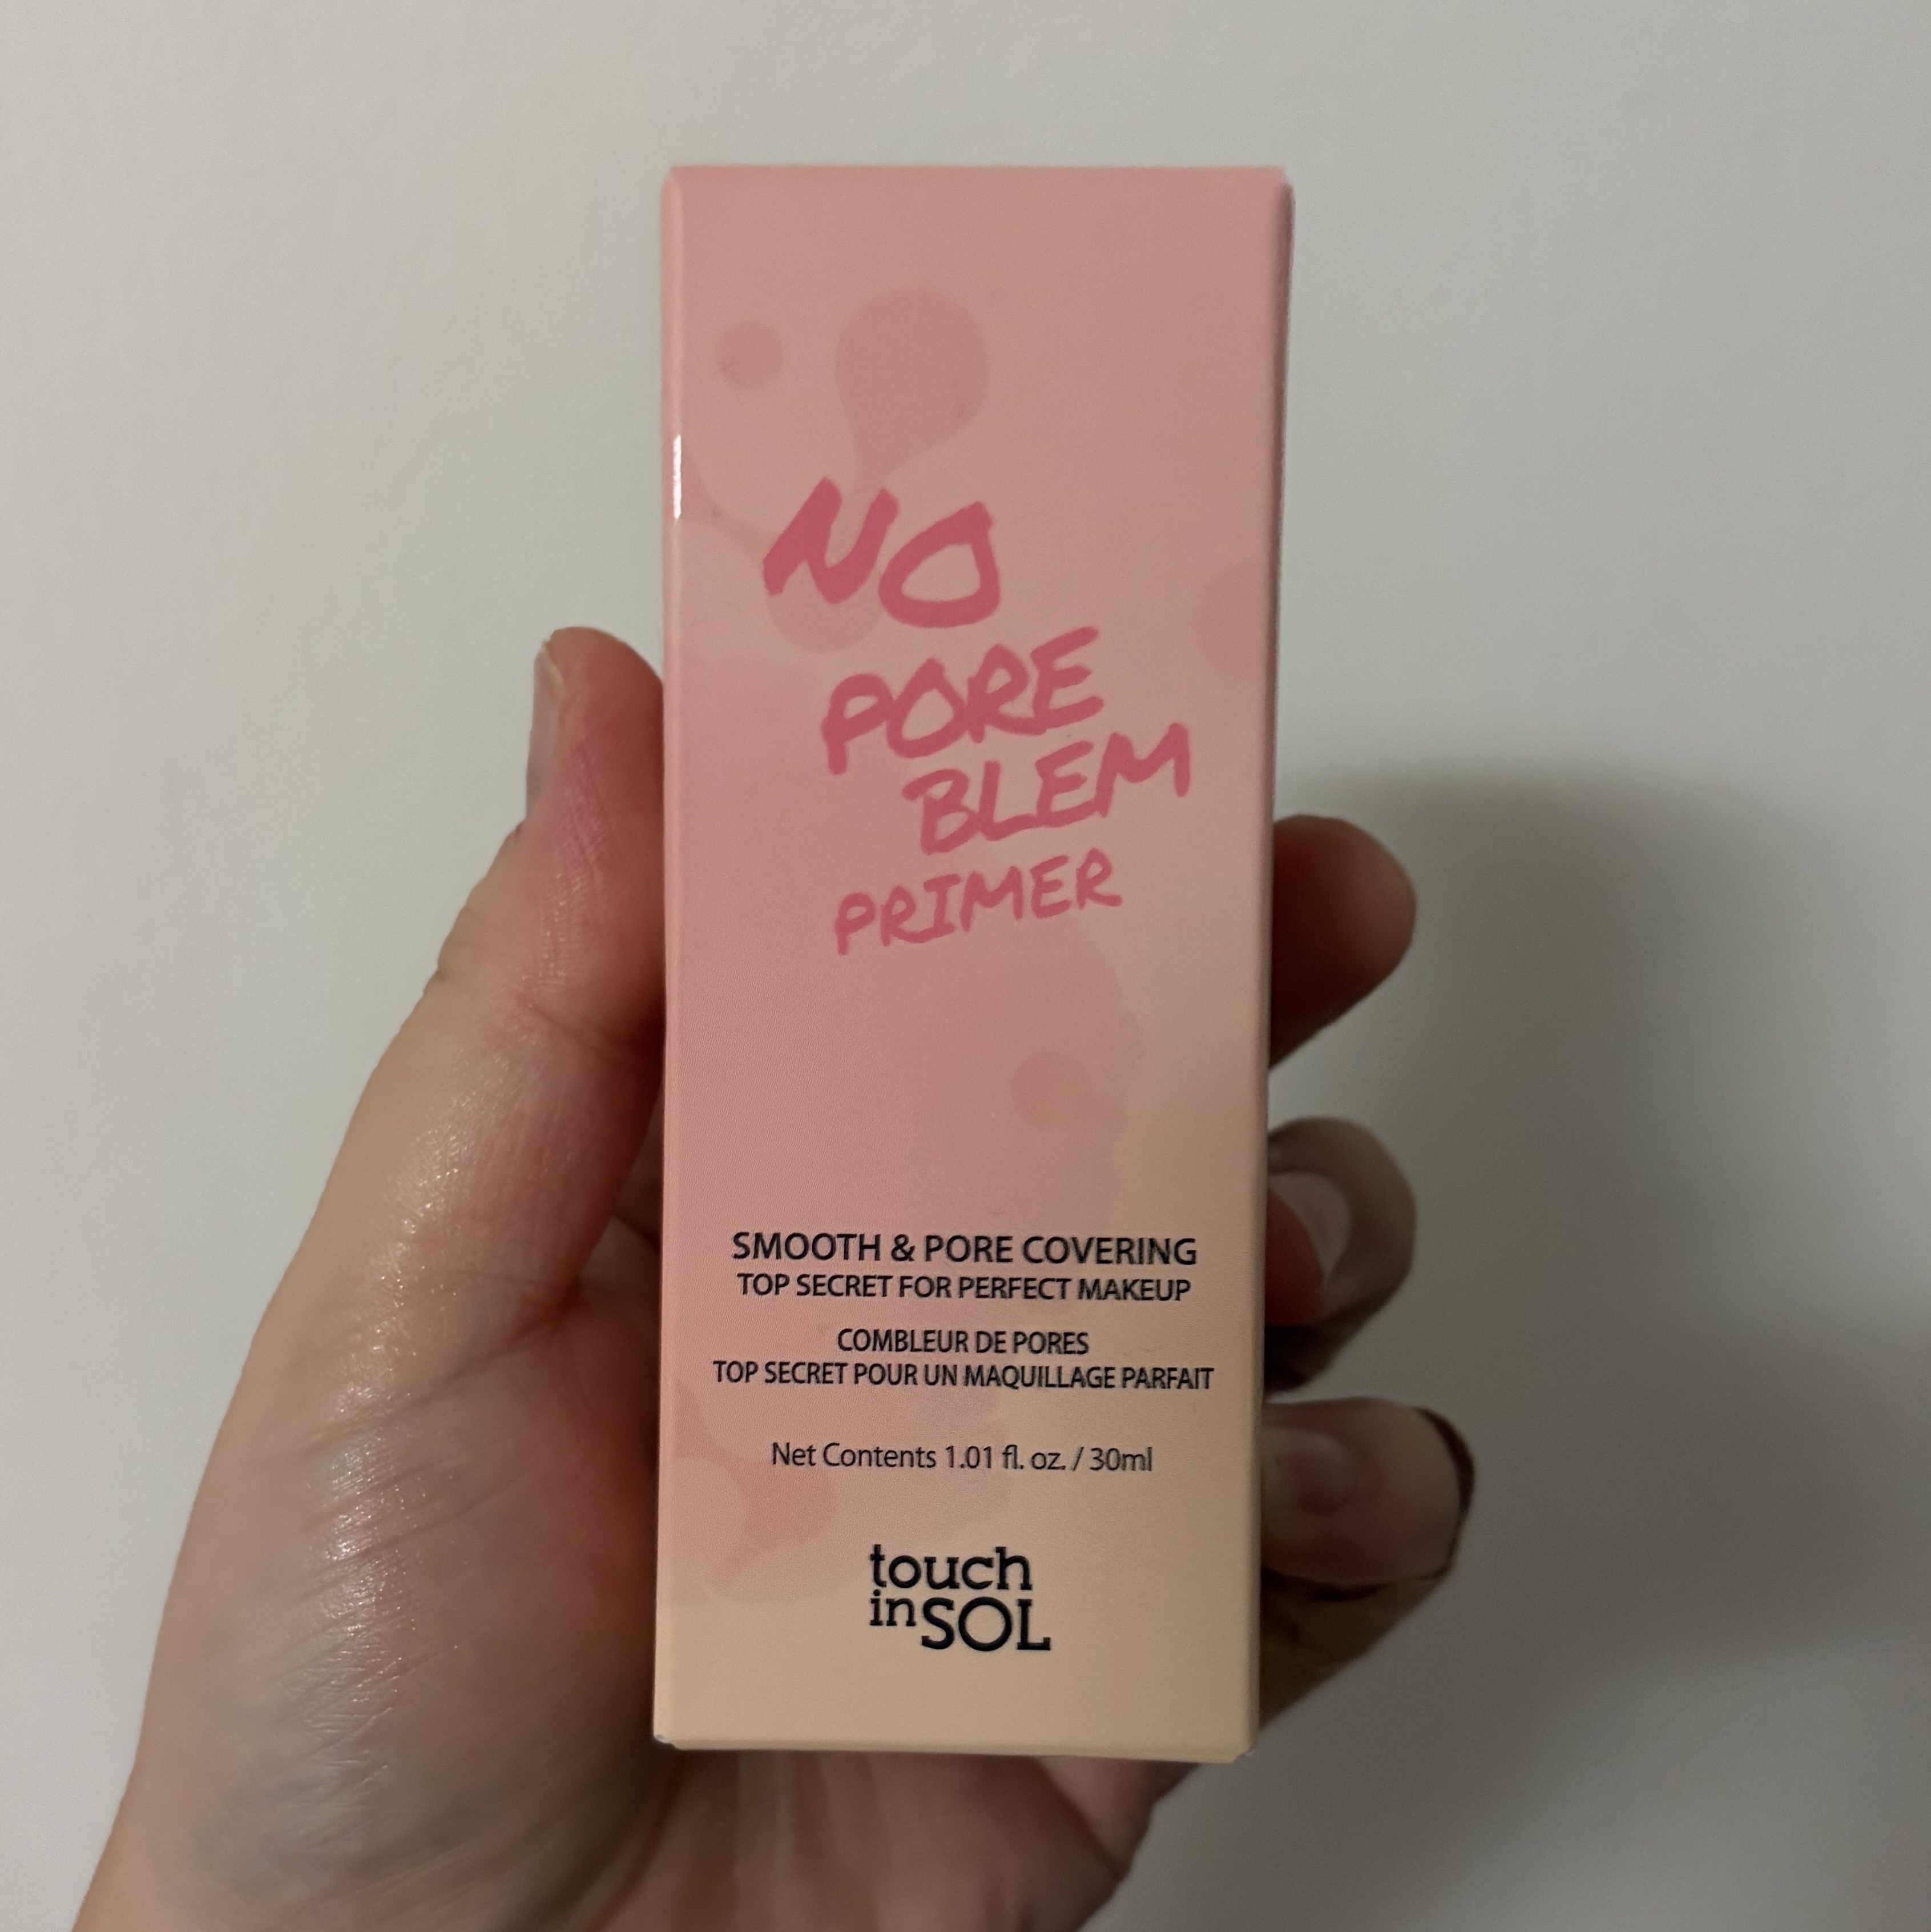 NO
PORE
BLEM
PRIMER
SMOOTH & PORE COVERING
TOP SECRET FOR PERFECT MAKEUP
COMBLEUR DE PORES
TOP SECRET POUR UN MAQUILLAGE PARFAIT
Net Contents 1.01 fl. oz. / 30ml
touch
in SOL